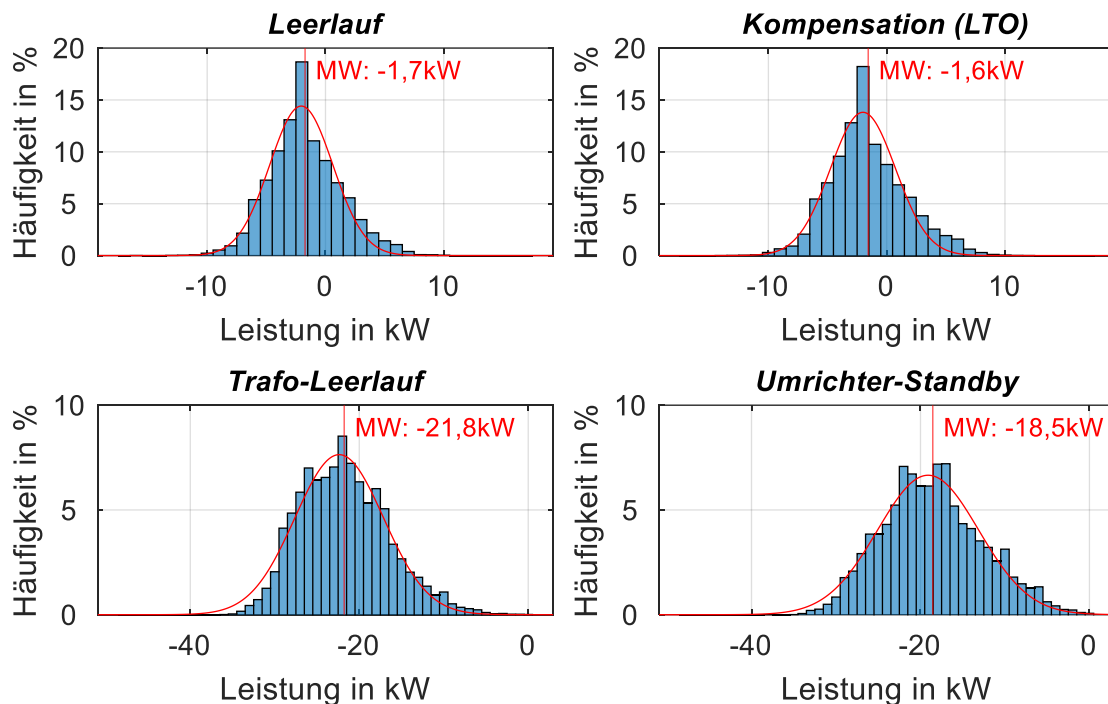 Leerlauf
Häufigkeit in %
20
15
10
5
0
MW: -1,7kW
-10
0
10
Leistung in kW
Kompensation (LTO)
Häufigkeit in %
20
15
10
5
0
MW: -1,6kW
-10
0
10
Leistung in kW
Trafo-Leerlauf
Häufigkeit in %
10
5
0
MW: -21,8kW
-40
-20
0
Leistung in kW
Umrichter-Standby
Häufigkeit in %
10
5
0
MW: -18,5kW
-40
-20
0
Leistung in kW